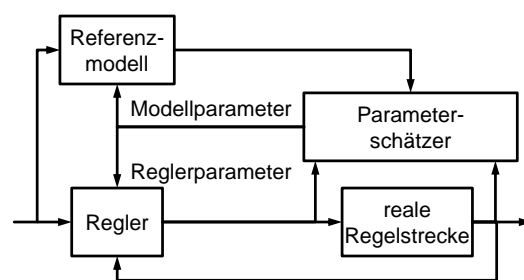 Referenz-
modell
Modellparameter
Parameter-
schätzer
Reglerparameter
Regler
reale
Regelstrecke